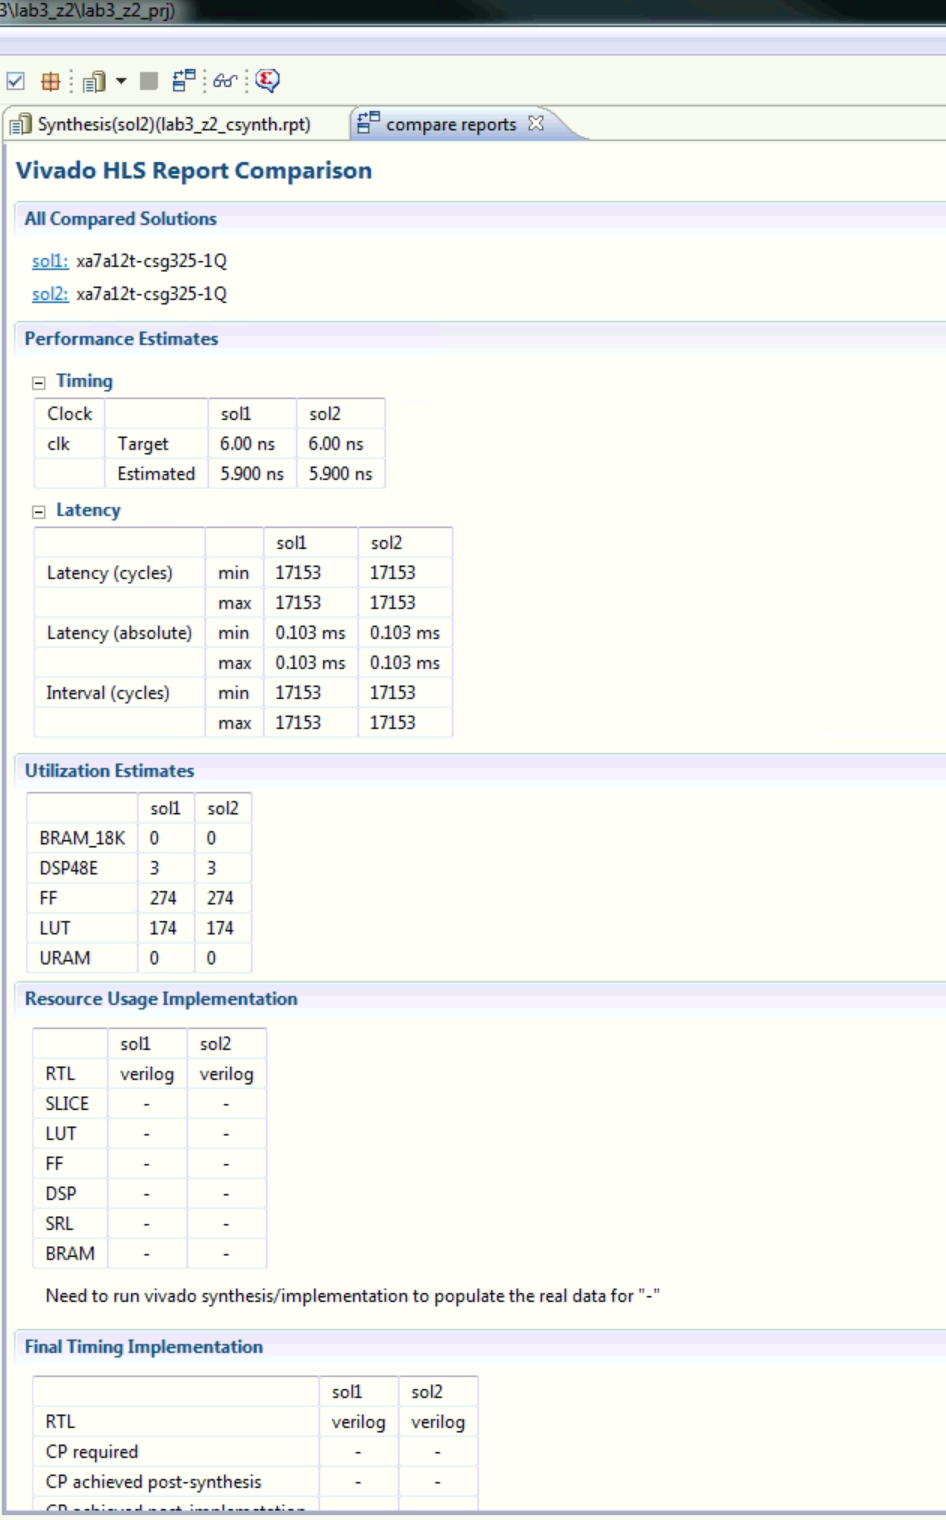 3\lab3_z2\lab3_z2_prj)
Synthesis(sol2)(lab3_z2_csynth.rpt) compare reports
Vivado HLS Report Comparison
All Compared Solutions
sol1: xa7a12t-csg325-1Q
sol2: xa7a12t-csg325-1Q
Performance Estimates
Timing
Clock sol1 sol2
clk Target 6.00 ns 6.00 ns
Estimated 5.900 ns 5.900 ns
Latency
sol1 sol2
Latency (cycles) min 17153 17153
max 17153 17153
Latency (absolute) min 0.103 ms 0.103 ms
max 0.103 ms 0.103 ms
Interval (cycles) min 17153 17153
max 17153 17153
Utilization Estimates
sol1 sol2
BRAM_18K 0 0
DSP48E 3 3
FF 274 274
LUT 174 174
URAM 0 0
Resource Usage Implementation
sol1 sol2
RTL verilog verilog
SLICE - -
LUT - -
FF - -
DSP - -
SRL - -
BRAM - -
Need to run vivado synthesis/implementation to populate the real data for "-"
Final Timing Implementation
sol1 sol2
RTL verilog verilog
CP required - -
CP achieved post-synthesis - -